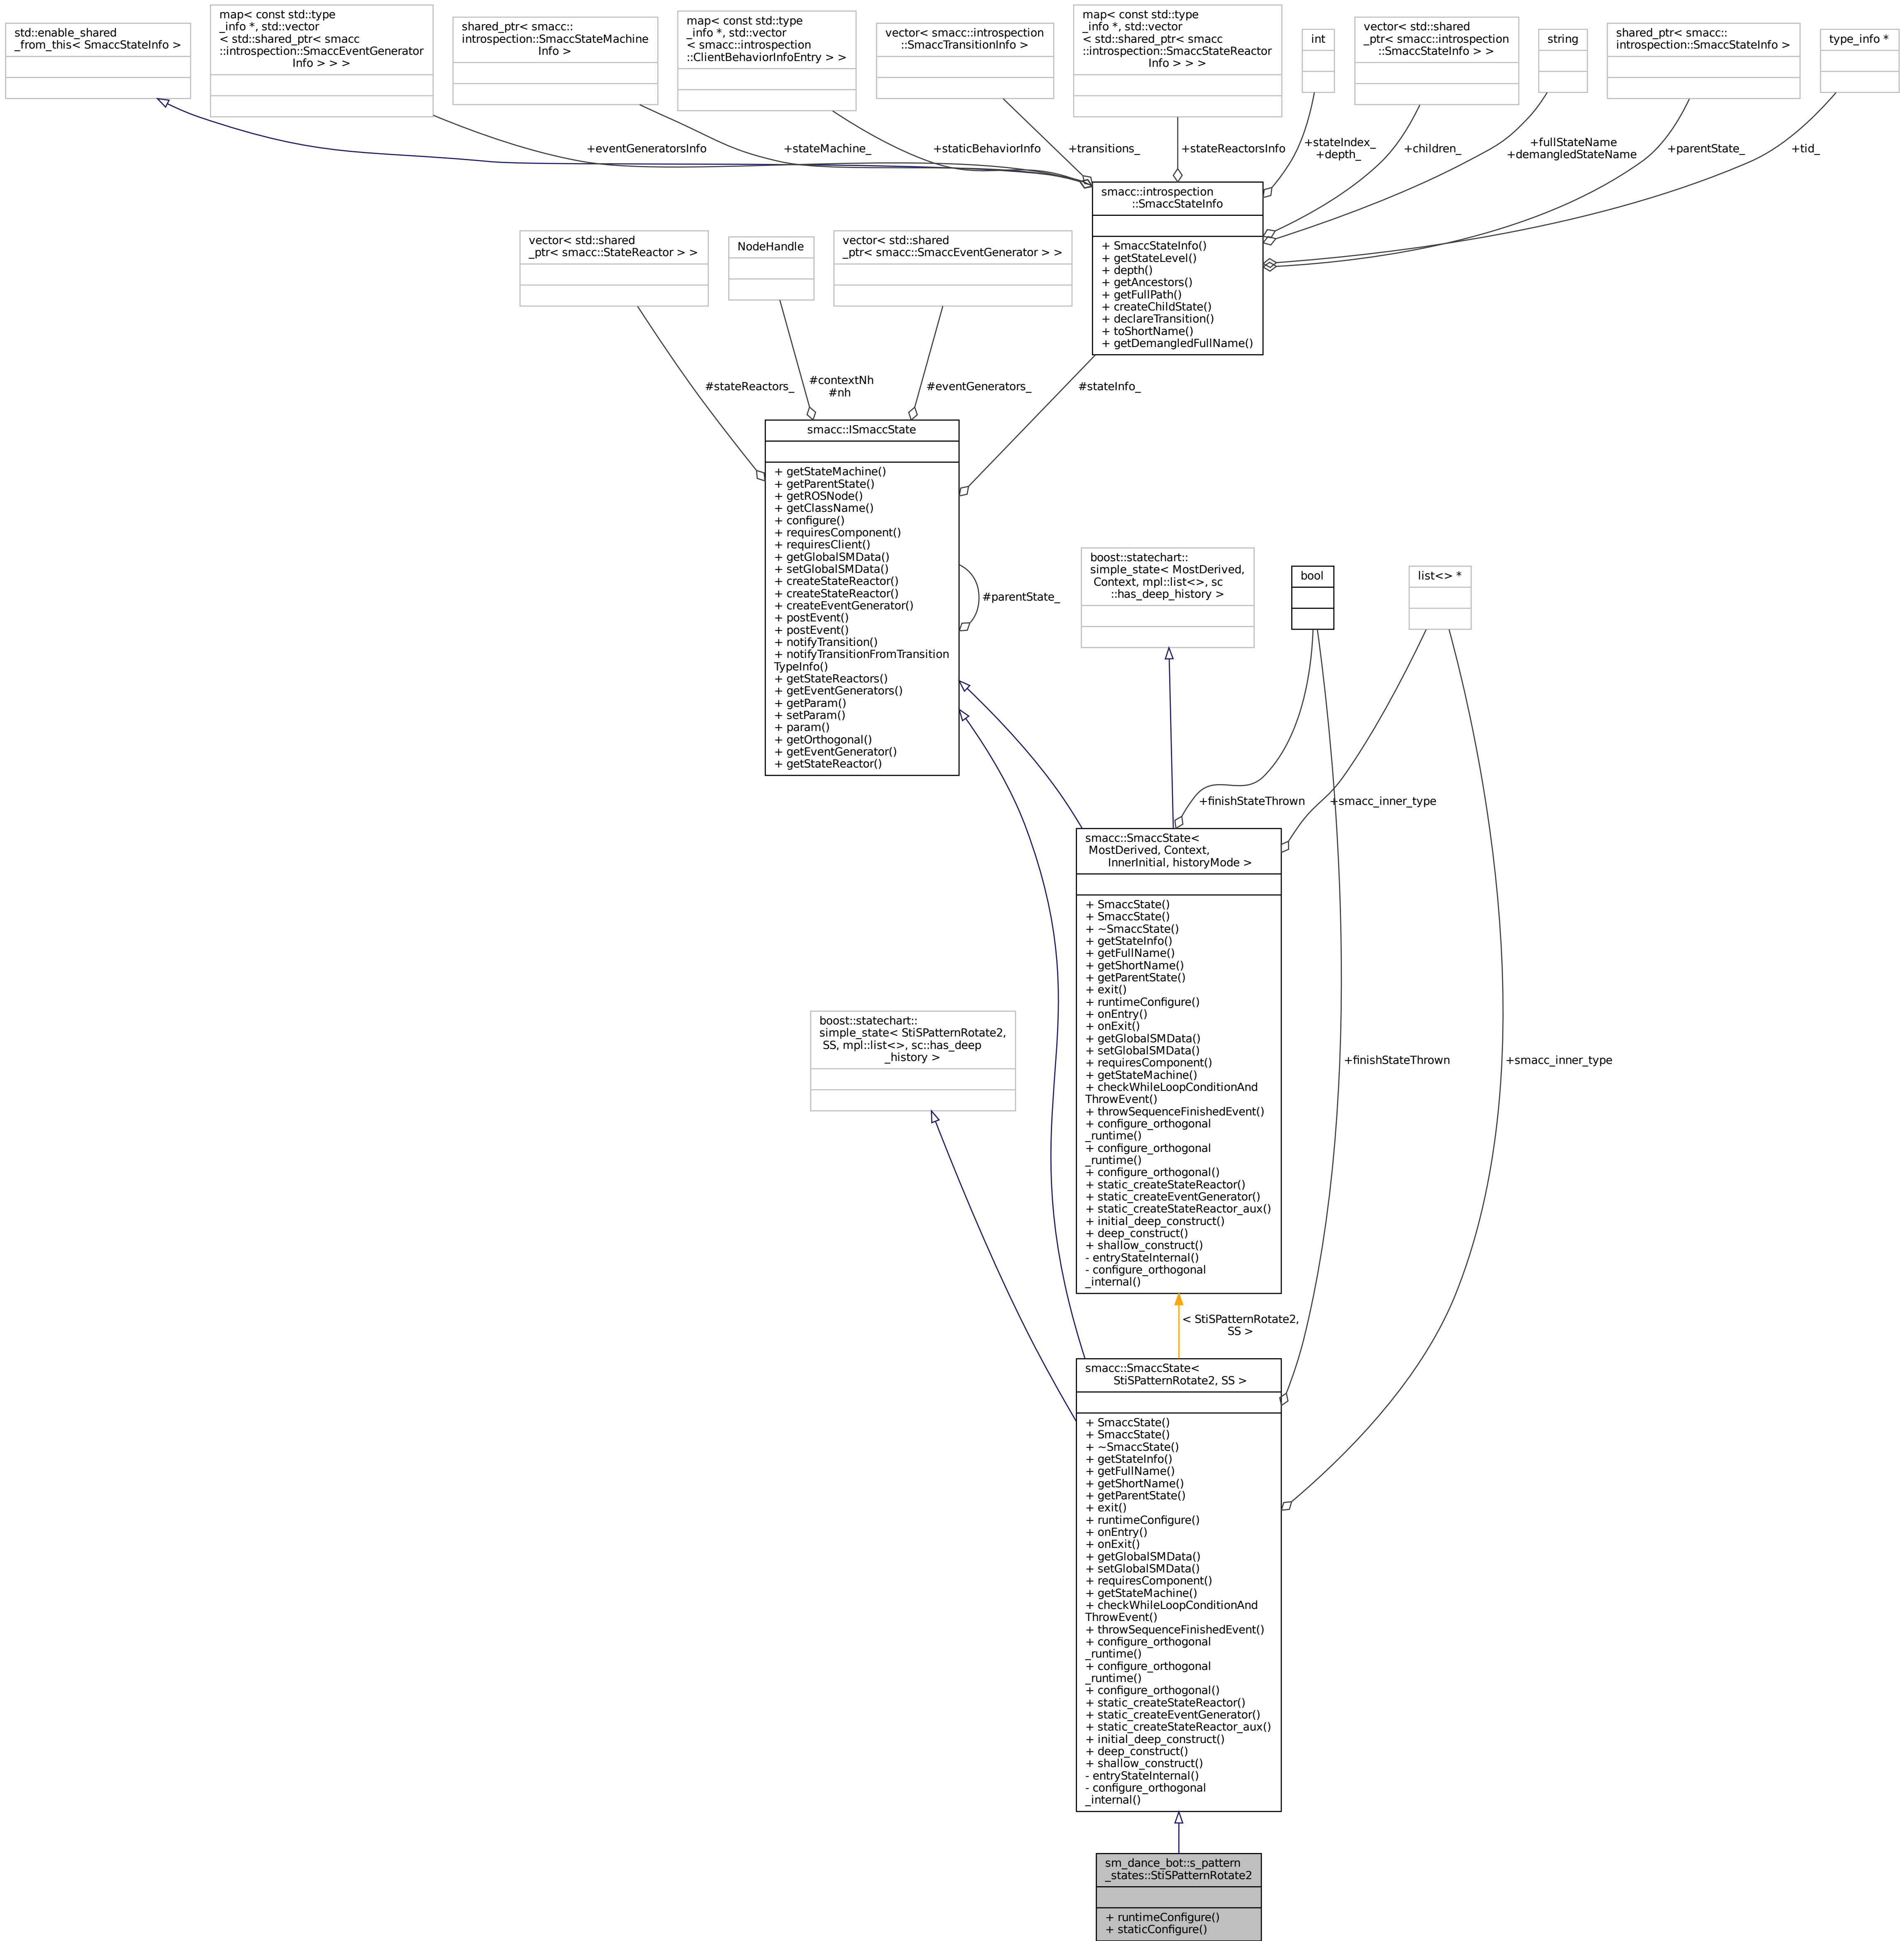 std::enable_shared
_from_this< SmaccStateInfo >
map< const std::type
_info *, std::vector
< std::shared_ptr< smacc
::introspection::SmaccEventGenerator
Info > > >
shared_ptr< smacc::
introspection::SmaccStateMachine
Info >
map< const std::type
_info *, std::vector
< smacc::introspection
::ClientBehaviorInfoEntry > >
vector< smacc::introspection
::SmaccTransitionInfo >
map< const std::type
_info *, std::vector
< std::shared_ptr< smacc
::introspection::SmaccStateReactor
Info > > >
int
vector< std::shared
_ptr< smacc::introspection
::SmaccStateInfo > >
string
shared_ptr< smacc::
introspection::SmaccStateInfo >
type_info *
+eventGeneratorsInfo
+stateMachine_
+staticBehaviorInfo
+transitions_
+stateReactorsInfo
+stateIndex_
+depth_
+children_
+fullStateName
+demangledStateName
+parentState_
+tid_
smacc::introspection
::SmaccStateInfo
+ SmaccStateInfo()
+ getStateLevel()
+ depth()
+ getAncestors()
+ getFullPath()
+ createChildState()
+ declareTransition()
+ toShortName()
+ getDemangledFullName()
vector< std::shared
_ptr< smacc::StateReactor > >
NodeHandle
vector< std::shared
_ptr< smacc::SmaccEventGenerator > >
#stateReactors_
#contextNh
#nh
#eventGenerators_
#stateInfo_
smacc::ISmaccState
+ getStateMachine()
+ getParentState()
+ getROSNode()
+ getClassName()
+ configure()
+ requiresComponent()
+ requiresClient()
+ getGlobalSMData()
+ setGlobalSMData()
+ createStateReactor()
+ createStateReactor()
+ createEventGenerator()
+ postEvent()
+ postEvent()
+ notifyTransition()
+ notifyTransitionFromTransition
TypeInfo()
+ getStateReactors()
+ getEventGenerators()
+ getParam()
+ setParam()
+ param()
+ getOrthogonal()
+ getEventGenerator()
+ getStateReactor()
#parentState_
boost::statechart::
simple_state< MostDerived,
Context, mpl::list<>, sc
::has_deep_history >
bool
list<> *
+finishStateThrown
+smacc_inner_type
smacc::SmaccState<
MostDerived, Context,
InnerInitial, historyMode >
+ SmaccState()
+ SmaccState()
+ ~SmaccState()
+ getStateInfo()
+ getFullName()
+ getShortName()
+ getParentState()
+ exit()
+ runtimeConfigure()
+ onEntry()
+ onExit()
+ getGlobalSMData()
+ setGlobalSMData()
+ requiresComponent()
+ getStateMachine()
+ checkWhileLoopConditionAnd
ThrowEvent()
+ throwSequenceFinishedEvent()
+ configure_orthogonal
_runtime()
+ configure_orthogonal
_runtime()
+ configure_orthogonal()
+ static_createStateReactor()
+ static_createEventGenerator()
+ static_createStateReactor_aux()
+ initial_deep_construct()
+ deep_construct()
+ shallow_construct()
- entryStateInternal()
- configure_orthogonal
_internal()
boost::statechart::
simple_state< StiSPatternRotate2,
SS, mpl::list<>, sc::has_deep
_history >
+finishStateThrown
+smacc_inner_type
< StiSPatternRotate2,
SS >
smacc::SmaccState<
StiSPatternRotate2, SS >
+ SmaccState()
+ SmaccState()
+ ~SmaccState()
+ getStateInfo()
+ getFullName()
+ getShortName()
+ getParentState()
+ exit()
+ runtimeConfigure()
+ onEntry()
+ onExit()
+ getGlobalSMData()
+ setGlobalSMData()
+ requiresComponent()
+ getStateMachine()
+ checkWhileLoopConditionAnd
ThrowEvent()
+ throwSequenceFinishedEvent()
+ configure_orthogonal
_runtime()
+ configure_orthogonal
_runtime()
+ configure_orthogonal()
+ static_createStateReactor()
+ static_createEventGenerator()
+ static_createStateReactor_aux()
+ initial_deep_construct()
+ deep_construct()
+ shallow_construct()
- entryStateInternal()
- configure_orthogonal
_internal()
sm_dance_bot::s_pattern
_states::StiSPatternRotate2
+ runtimeConfigure()
+ staticConfigure()